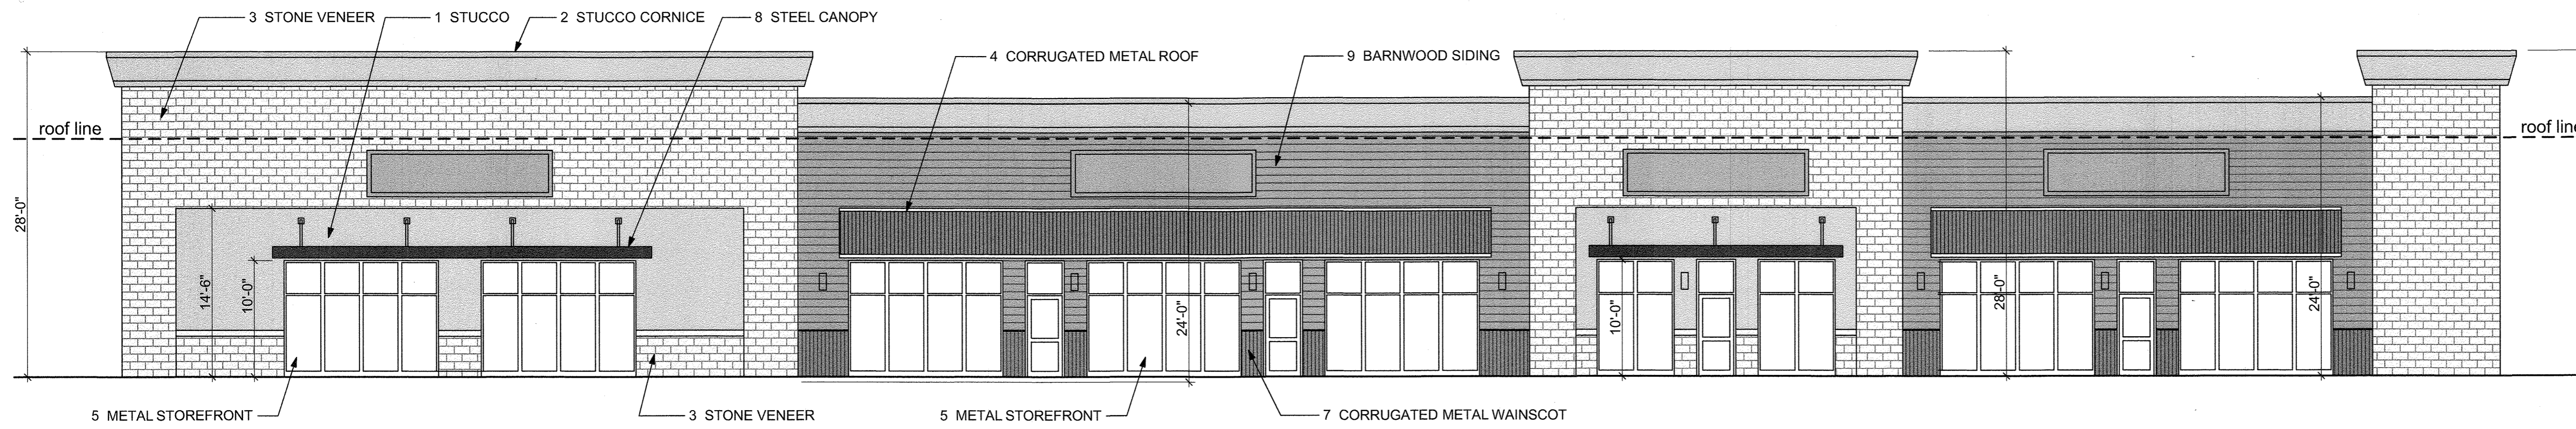 3 STONE VENEER
1 STUCCO
2 STUCCO CORNICE
8 STEEL CANOPY
4 CORRUGATED METAL ROOF
9 BARNWOOD SIDING
roof line
roof line
28'-0"
14'-6"
10'-0"
24'-0"
10'-0"
28'-0"
24'-0"
5 METAL STOREFRONT
3 STONE VENEER
5 METAL STOREFRONT
7 CORRUGATED METAL WAINSCOT